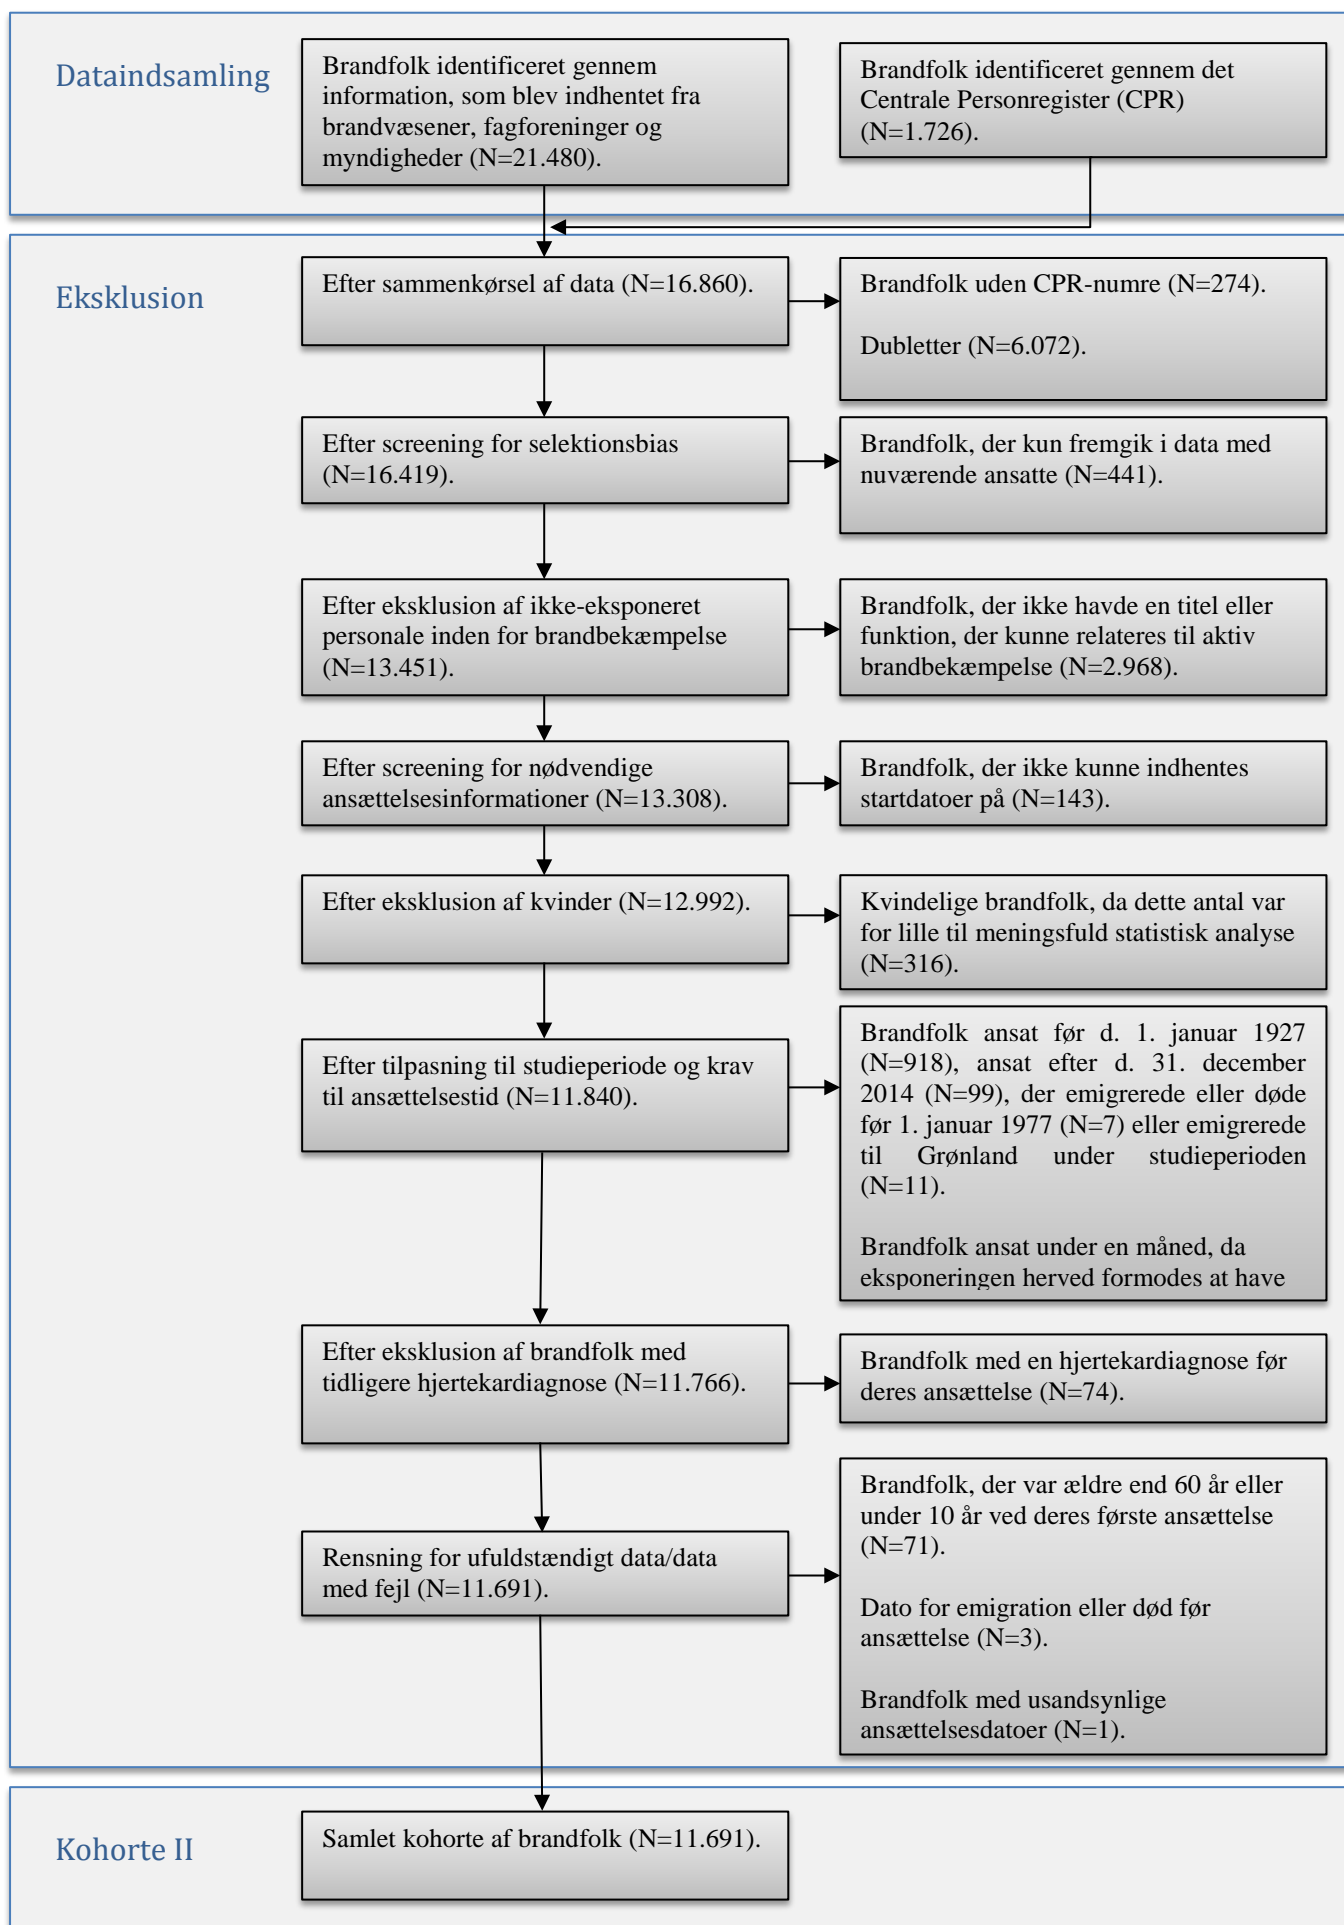 Dataindsamling
Brandfolk identificeret gennem
information, som blev indhentet fra
brandvæsener, fagforeninger og
myndigheder (N=21.480).
Brandfolk identificeret gennem det
Centrale Personregister (CPR)
(N=1.726).
Eksklusion
Efter sammenkørsel af data (N=16.860).
Brandfolk uden CPR-numre (N=274).
Dubletter (N=6.072).
Efter screening for selektionsbias
(N=16.419).
Brandfolk, der kun fremgik i data med
nuværende ansatte (N=441).
Efter eksklusion af ikke-eksponeret
personale inden for brandbekæmpelse
(N=13.451).
Brandfolk, der ikke havde en titel eller
funktion, der kunne relateres til aktiv
brandbekæmpelse (N=2.968).
Efter screening for nødvendige
ansættelsesinformationer (N=13.308).
Brandfolk, der ikke kunne indhentes
startdatoer på (N=143).
Efter eksklusion af kvinder (N=12.992).
Kvindelige brandfolk, da dette antal var
for lille til meningsfuld statistisk analyse
(N=316).
Efter tilpasning til studieperiode og krav
til ansættelsestid (N=11.840).
Brandfolk ansat før d. 1. januar 1927
(N=918), ansat efter d. 31. december
2014 (N=99), der emigrerede eller døde
før 1. januar 1977 (N=7) eller emigrerede
til Grønland under studieperioden
(N=11).
Brandfolk ansat under en måned, da
eksponeringen herved formodes at have
Efter eksklusion af brandfolk med
tidligere hjertekardiagnose (N=11.766).
Brandfolk med en hjertekardiagnose før
deres ansættelse (N=74).
Rensning for ufuldstændigt data/data
med fejl (N=11.691).
Brandfolk, der var ældre end 60 år eller
under 10 år ved deres første ansættelse
(N=71).
Dato for emigration eller død før
ansættelse (N=3).
Brandfolk med usandsynlige
ansættelsesdatoer (N=1).
Kohorte II
Samlet kohorte af brandfolk (N=11.691).